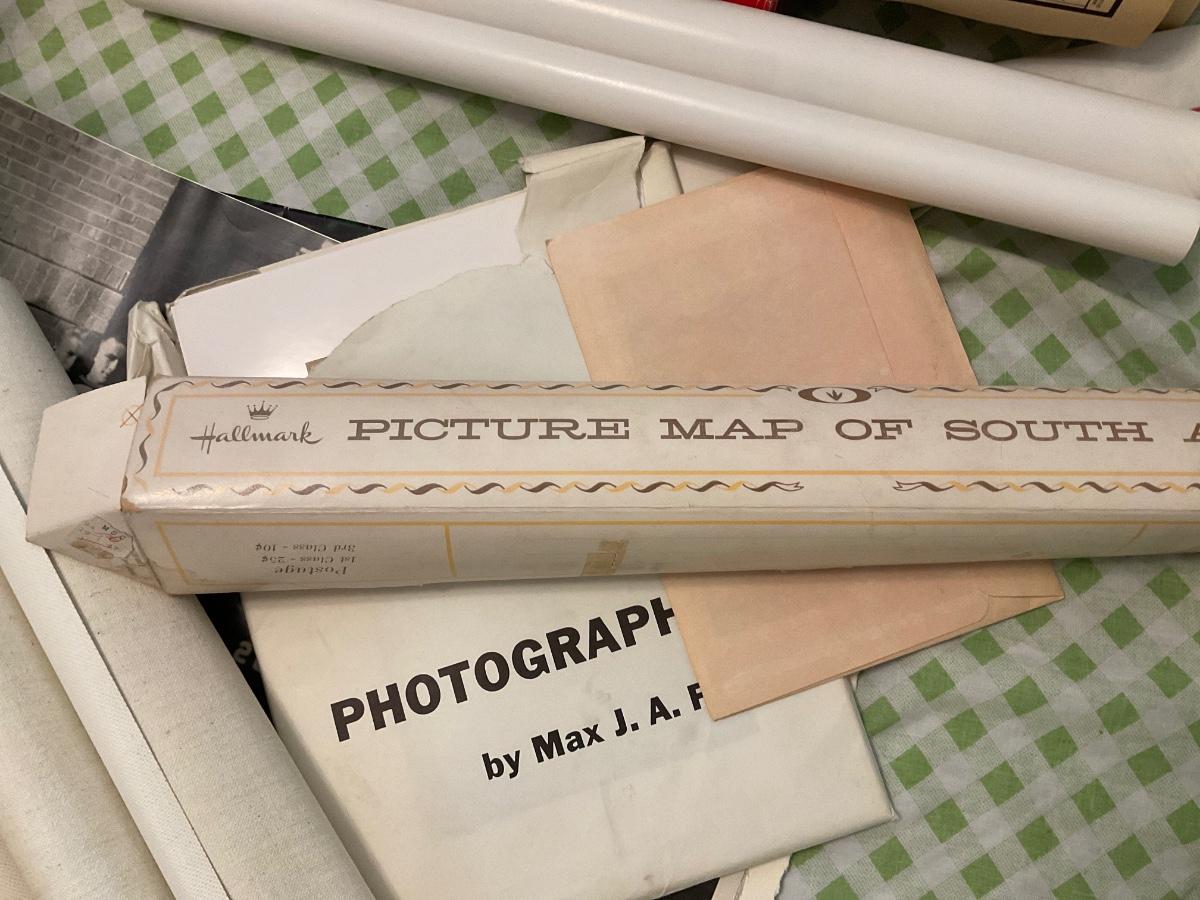 Hallmark PICTURE MAP OF SOUTH A
Postage
1st Class - 25¢
3rd Class - 10¢
PHOTOGRAPH
by Max J. A. F